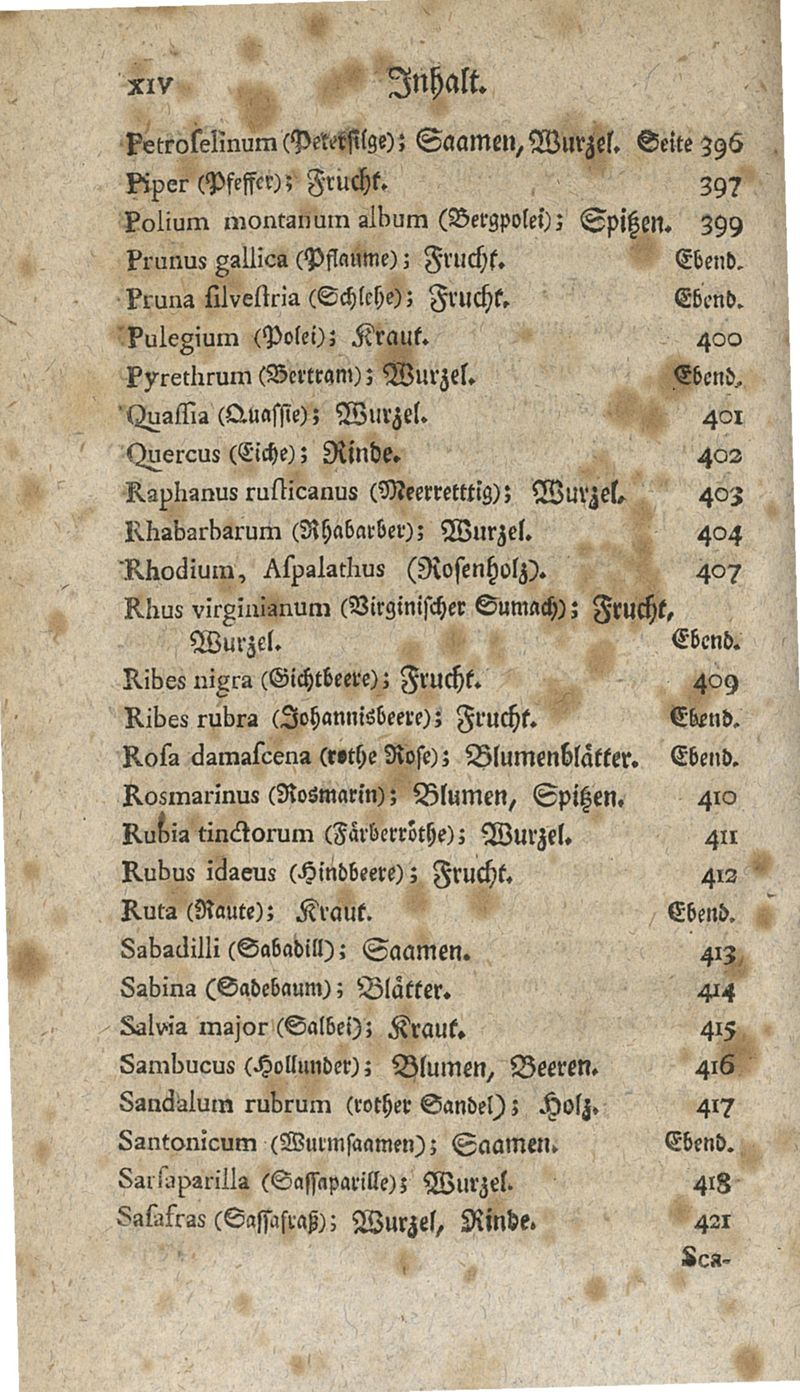 XIV Inhalt.
Petroſelinum (Peterſilge); Saamen, Wurzel. Seite 396
Piper (Pfeffer); Frucht. 397
Polium montanum album (Bergpolei); Spitzen. 399
Prunus gallica (Pflaume); Frucht. Ebend.
Pruna ſilveſtria (Schlehe); Frucht. Ebend.
Pulegium (Polei); Kraut. 400
Pyrethrum (Bertram); Wurzel. Ebend.
Quaſſia (Quaſſie); Wurzel. 401
Quercus (Eiche); Rinde. 402
Raphanus ruſticanus (Meerretttig); Wurzel. 403
Rhabarbarum (Rhabarber); Wurzel. 404
Rhodium, Aſpalathus (Roſenholz). 407
Rhus virginianum (Virginiſcher Sumach); Frucht,
Wurzel. Ebend.
Ribes nigra (Gichtbeere); Frucht. 409
Ribes rubra (Johannisbeere); Frucht. Ebend.
Roſa damaſcena (rothe Roſe); Blumenblåtter. Ebend.
Rosmarinus (Rosmarin); Blumen, Spitzen. 410
Rubia tinctorum (Fårberrôthe); Wurzel. 411
Rubus idaeus (Hindbeere); Frucht. 412
Ruta (Raute); Kraut. Ebend.
Sabadilli (Sabadill); Saamen. 413
Sabina (Sadebaum); Blåtter. 414
Salvia major (Salbei); Kraut. 415
Sambucus (Hollunder); Blumen, Beeren. 416
Sandalum rubrum (rother Sandel); Holz. 417
Santonicum (Wurmſaamen); Saamen. Ebend.
Sarſaparilla (Saſſaparille); Wurzel. 418
Saſafras (Saſſafraß); Wurzel, Rinde. 421
Sca-